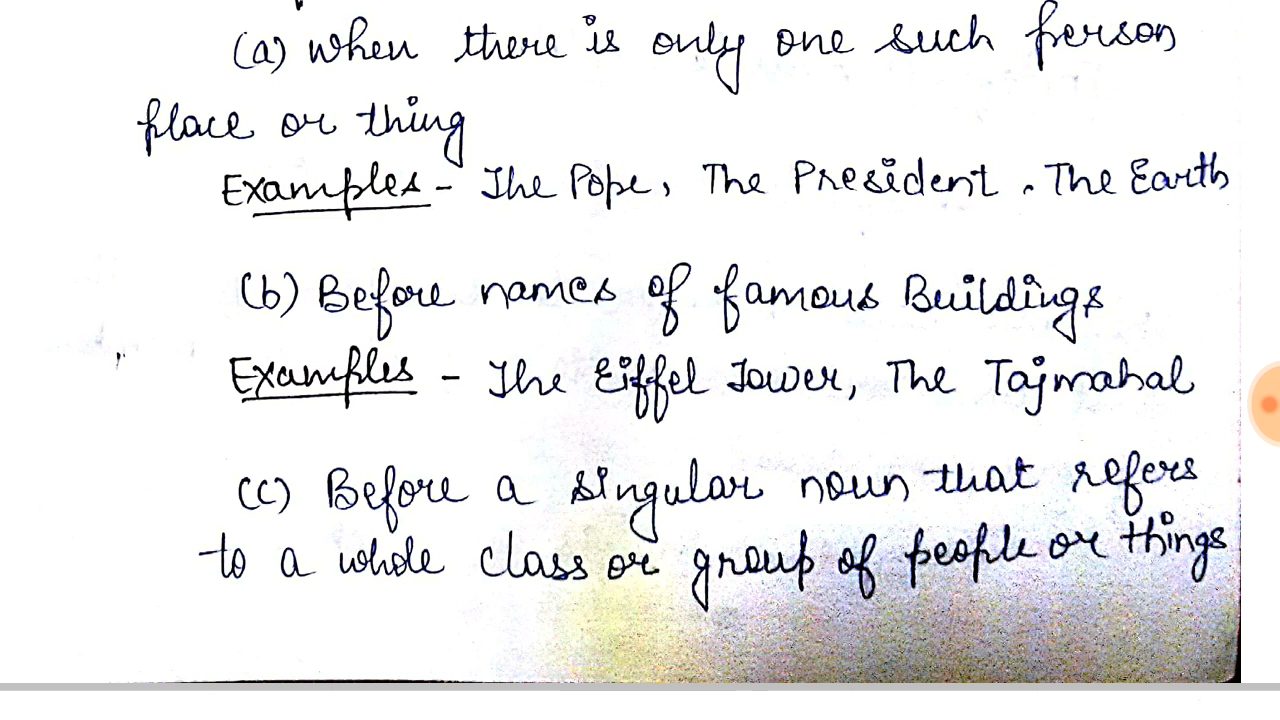 (a) when there is only one such person
place or thing
Examples - The Pope, The President. The Earth
(b) Before names of famous Buildings
Examples - The Eiffel Tower, The Tajmahal
(c) Before a singular noun that refers
to a whole class or group of people or things